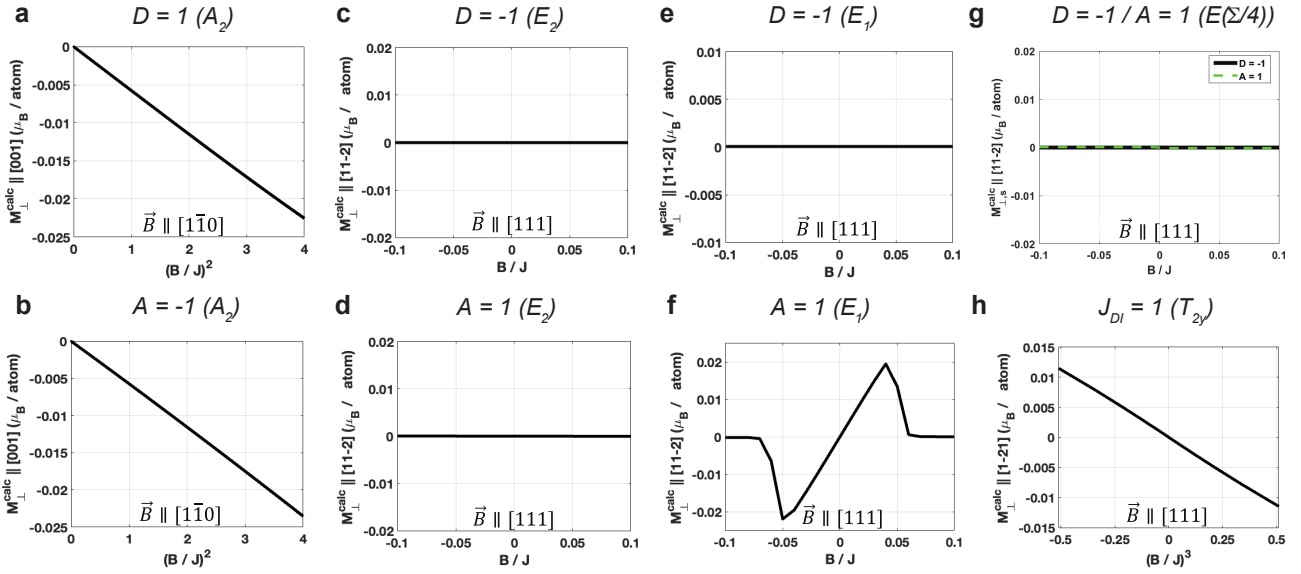 a
D = 1 (A2)
M⊥calc || [001] (μB / atom)
0
-0.005
-0.01
-0.015
-0.02
-0.025
B⃗ ∥ [11̅0]
0 1 2 3 4
(B / J)2
c
D = -1 (E2)
M⊥calc || [11-2] (μB / atom)
0.02
0.01
0
-0.01
-0.02
B⃗ ∥ [111]
-0.1 -0.05 0 0.05 0.1
B / J
e
D = -1 (E1)
M⊥calc || [11-2] (μB / atom)
0.01
0.005
0
-0.005
-0.01
B⃗ ∥ [111]
-0.1 -0.05 0 0.05 0.1
B / J
g
D = -1 / A = 1 (E(Σ/4))
M⊥,scalc || [11-2] (μB / atom)
0.02
0.01
0
-0.01
-0.02
D = -1
A = 1
B⃗ ∥ [111]
-0.1 -0.05 0 0.05 0.1
B / J
b
A = -1 (A2)
M⊥calc || [001] (μB / atom)
0
-0.005
-0.01
-0.015
-0.02
-0.025
B⃗ ∥ [11̅0]
0 1 2 3 4
(B / J)2
d
A = 1 (E2)
M⊥calc || [11-2] (μB / atom)
0.02
0.01
0
-0.01
-0.02
B⃗ ∥ [111]
-0.1 -0.05 0 0.05 0.1
B / J
f
A = 1 (E1)
M⊥calc || [11-2] (μB / atom)
0.02
0.01
0
-0.01
-0.02
B⃗ ∥ [111]
-0.1 -0.05 0 0.05 0.1
B / J
h
JDI = 1 (T2y)
M⊥calc || [1-21] (μB / atom)
0.015
0.01
0.005
0
-0.005
-0.01
-0.015
B⃗ ∥ [111]
-0.5 -0.25 0 0.25 0.5
(B / J)3